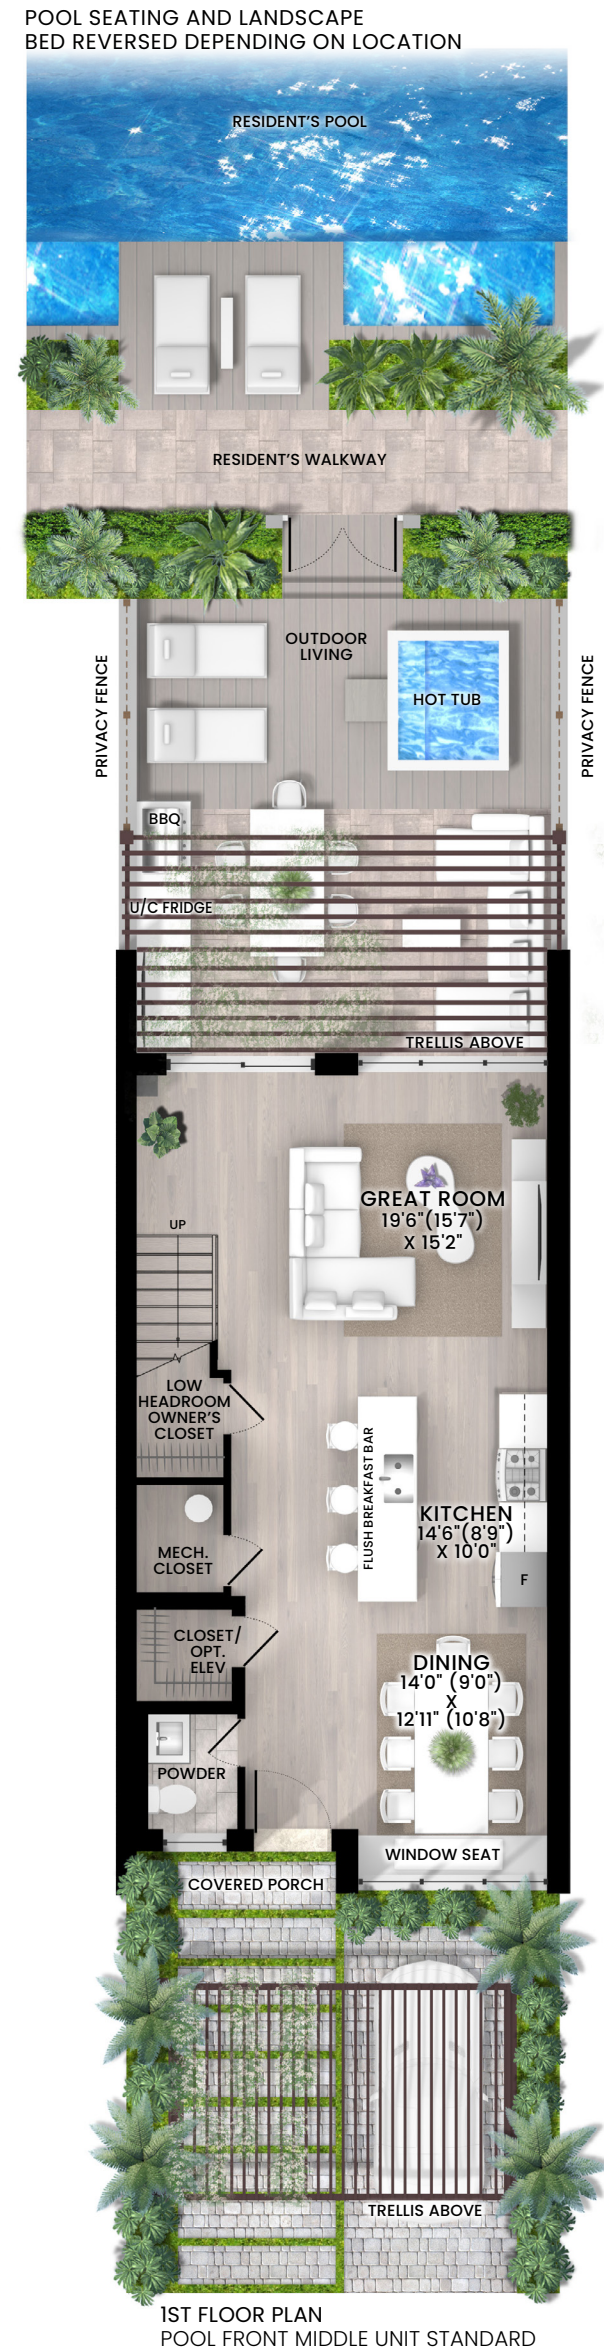 POOL SEATING AND LANDSCAPE
BED REVERSED DEPENDING ON LOCATION
RESIDENT'S POOL
RESIDENT'S WALKWAY
OUTDOOR
LIVING
HOT TUB
PRIVACY FENCE
PRIVACY FENCE
BBQ
U/C FRIDGE
TRELLIS ABOVE
GREAT ROOM
19'6"(15'7")
X 15'2"
UP
LOW
HEADROOM
OWNER'S
CLOSET
FLUSH BREAKFAST BAR
KITCHEN
14'6"(8'9")
X 10'0"
MECH.
CLOSET
F
CLOSET/
OPT.
ELEV
DINING
14'0" (9'0")
X
12'11" (10'8")
POWDER
WINDOW SEAT
COVERED PORCH
TRELLIS ABOVE
1ST FLOOR PLAN
POOL FRONT MIDDLE UNIT STANDARD